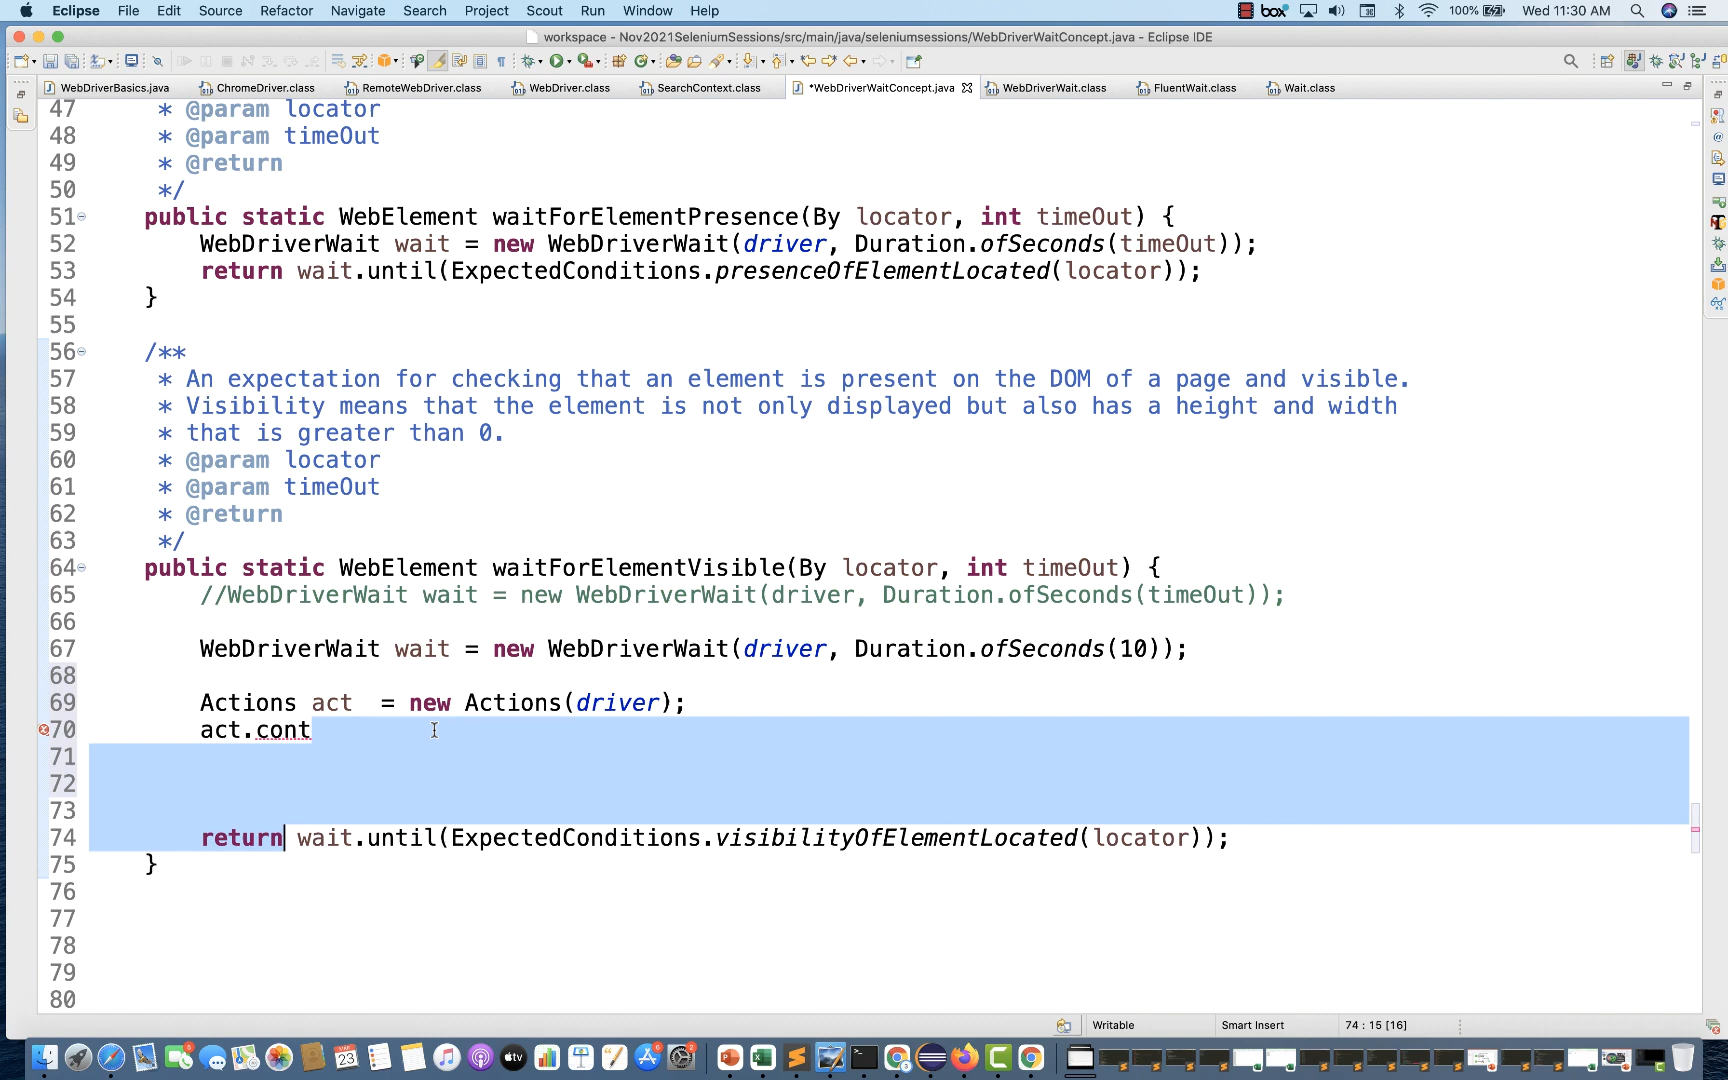 Eclipse File Edit Source Refactor Navigate Search Project Scout Run Window Help box 100% Wed 11:30 AM
workspace - Nov2021SeleniumSessions/src/main/java/seleniumsessions/WebDriverWaitConcept.java - Eclipse IDE
WebDriverBasics.java ChromeDriver.class RemoteWebDriver.class WebDriver.class SearchContext.class *WebDriverWaitConcept.java WebDriverWait.class FluentWait.class Wait.class
47 * @param locator
48 * @param timeOut
49 * @return
50 */
51 public static WebElement waitForElementPresence(By locator, int timeOut) {
52 WebDriverWait wait = new WebDriverWait(driver, Duration.ofSeconds(timeOut));
53 return wait.until(ExpectedConditions.presenceOfElementLocated(locator));
54 }
55
56 /**
57 * An expectation for checking that an element is present on the DOM of a page and visible.
58 * Visibility means that the element is not only displayed but also has a height and width
59 * that is greater than 0.
60 * @param locator
61 * @param timeOut
62 * @return
63 */
64 public static WebElement waitForElementVisible(By locator, int timeOut) {
65 //WebDriverWait wait = new WebDriverWait(driver, Duration.ofSeconds(timeOut));
66
67 WebDriverWait wait = new WebDriverWait(driver, Duration.ofSeconds(10));
68
69 Actions act  = new Actions(driver);
70 act.cont
71
72
73
74 return wait.until(ExpectedConditions.visibilityOfElementLocated(locator));
75 }
76
77
78
79
80
Writable Smart Insert 74 : 15 [16]